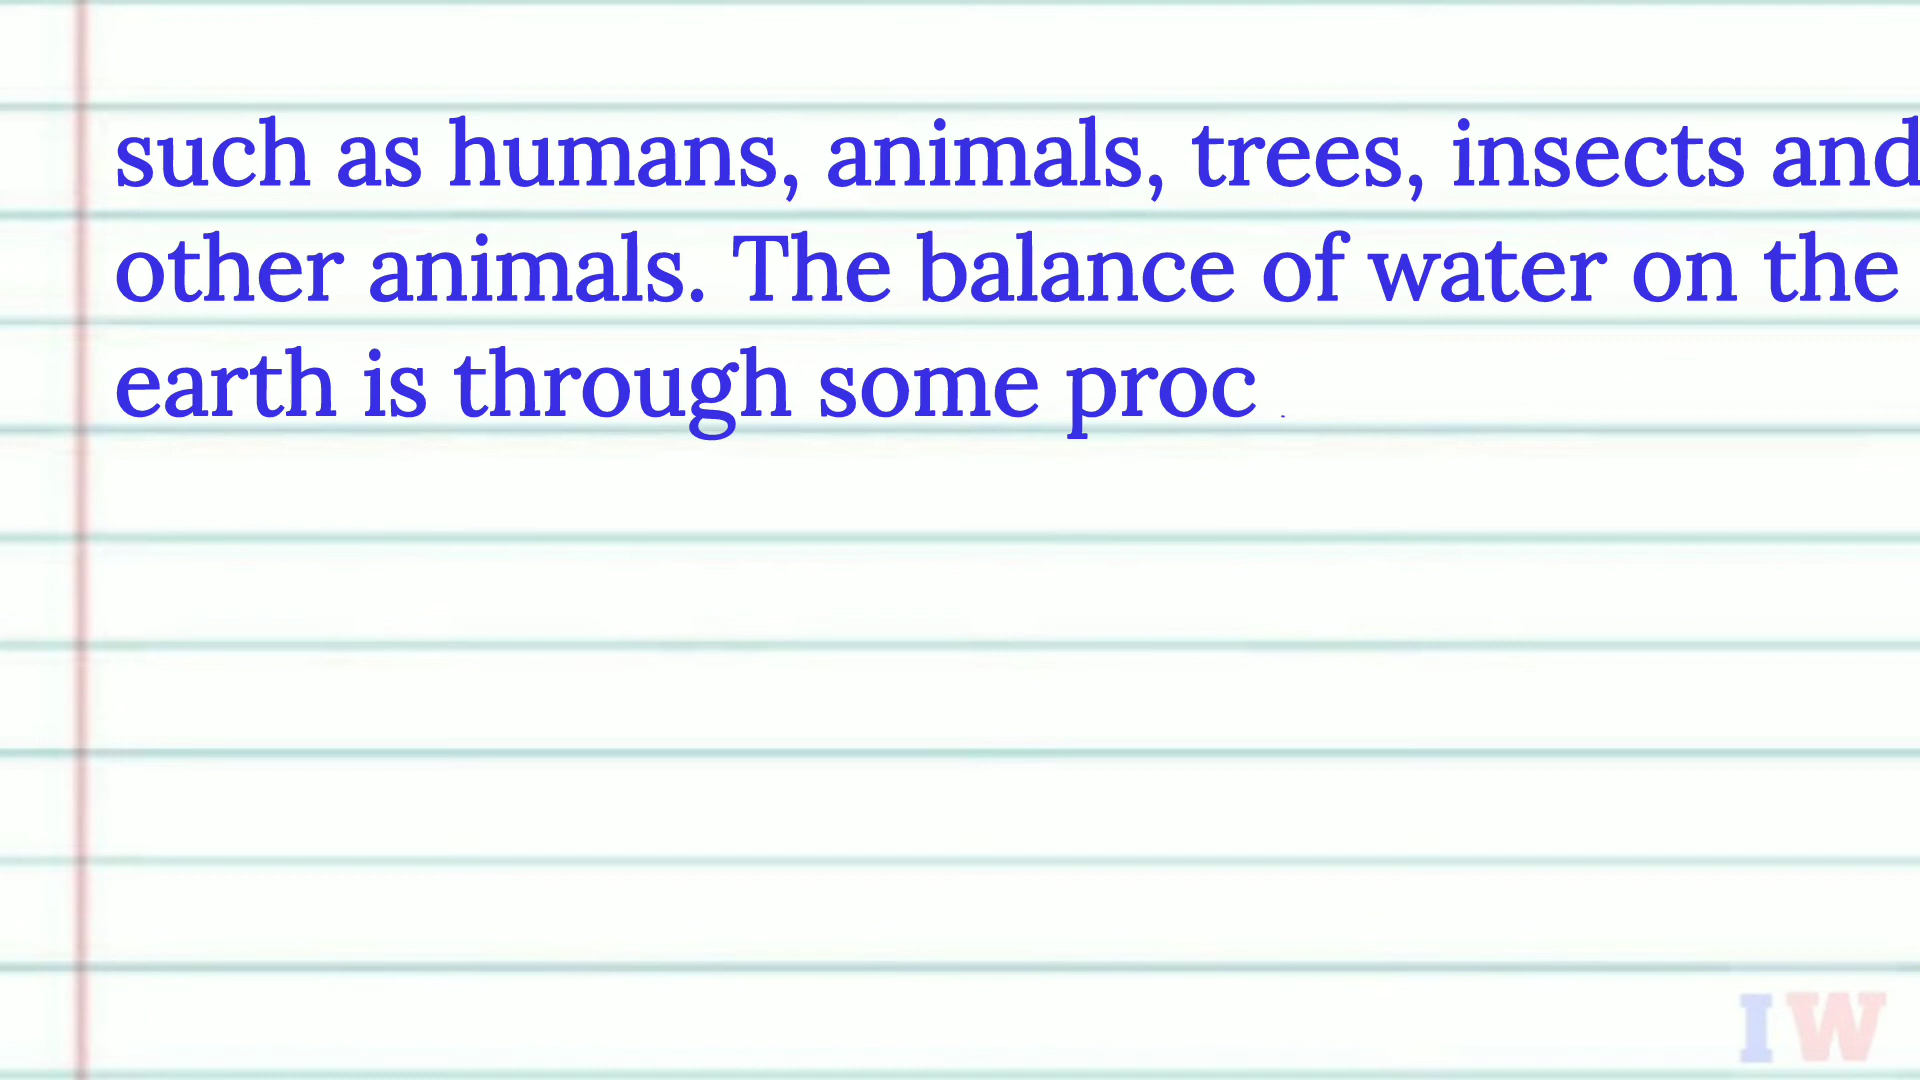 such as humans, animals, trees, insects and
other animals. The balance of water on the
earth is through some proc
IW